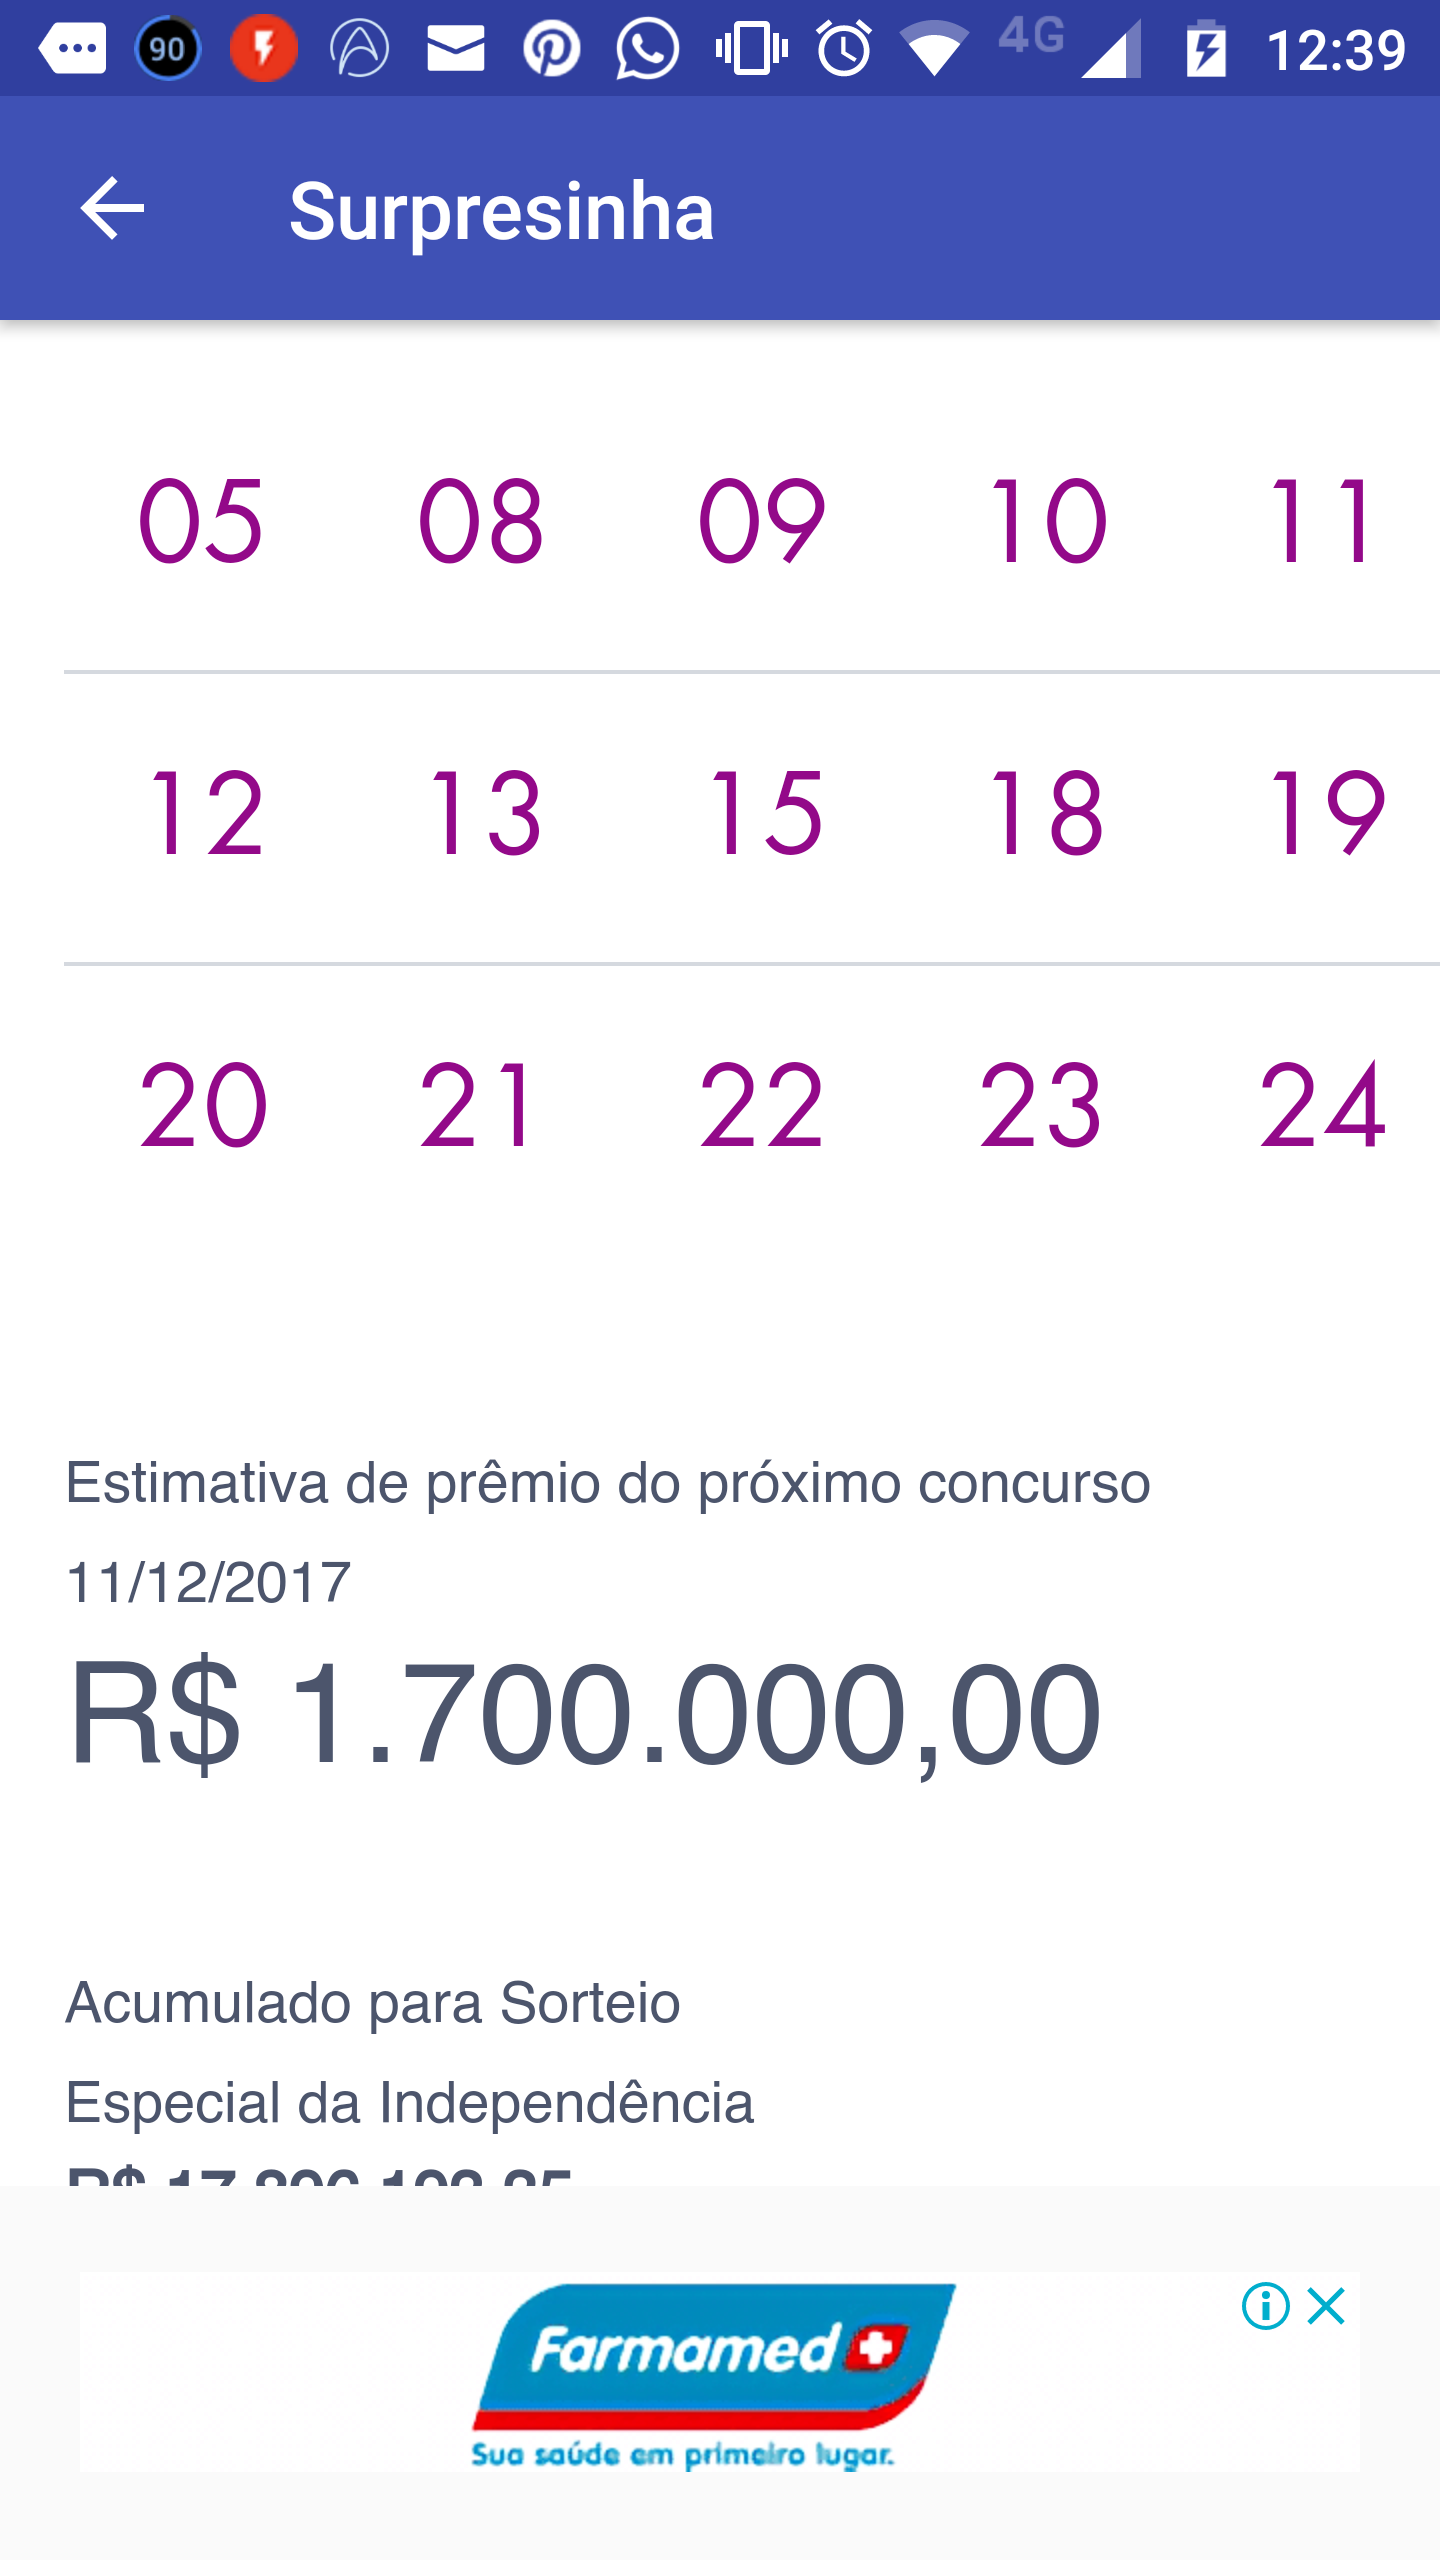 90 4G 12:39
Surpresinha
05 08 09 10 11
12 13 15 18 19
20 21 22 23 24
Estimativa de prêmio do próximo concurso
11/12/2017
R$ 1.700.000,00
Acumulado para Sorteio
Especial da Independência
R$
Farmamed
Sua saúde em primeiro lugar.